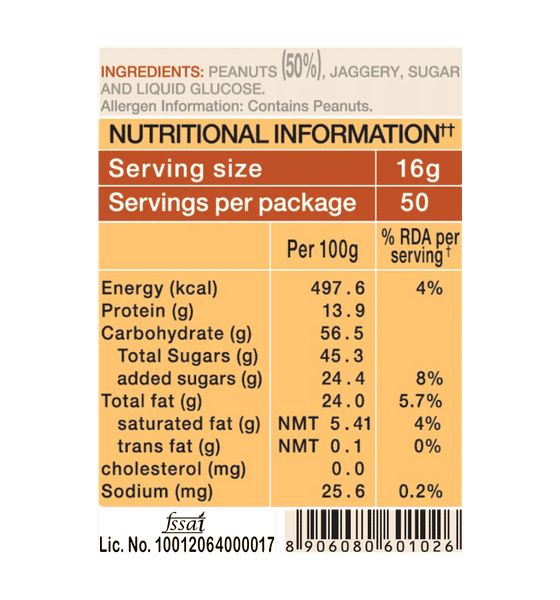 INGREDIENTS: PEANUTS (50%), JAGGERY, SUGAR
AND LIQUID GLUCOSE.
Allergen Information: Contains Peanuts.
NUTRITIONAL INFORMATION††
Serving size 16g
Servings per package 50
Per 100g % RDA per serving†
Energy (kcal) 497.6 4%
Protein (g) 13.9
Carbohydrate (g) 56.5
Total Sugars (g) 45.3
added sugars (g) 24.4 8%
Total fat (g) 24.0 5.7%
saturated fat (g) NMT 5.41 4%
trans fat (g) NMT 0.1 0%
cholesterol (mg) 0.0
Sodium (mg) 25.6 0.2%
fssai
Lic. No. 10012064000017
8 906080 601026